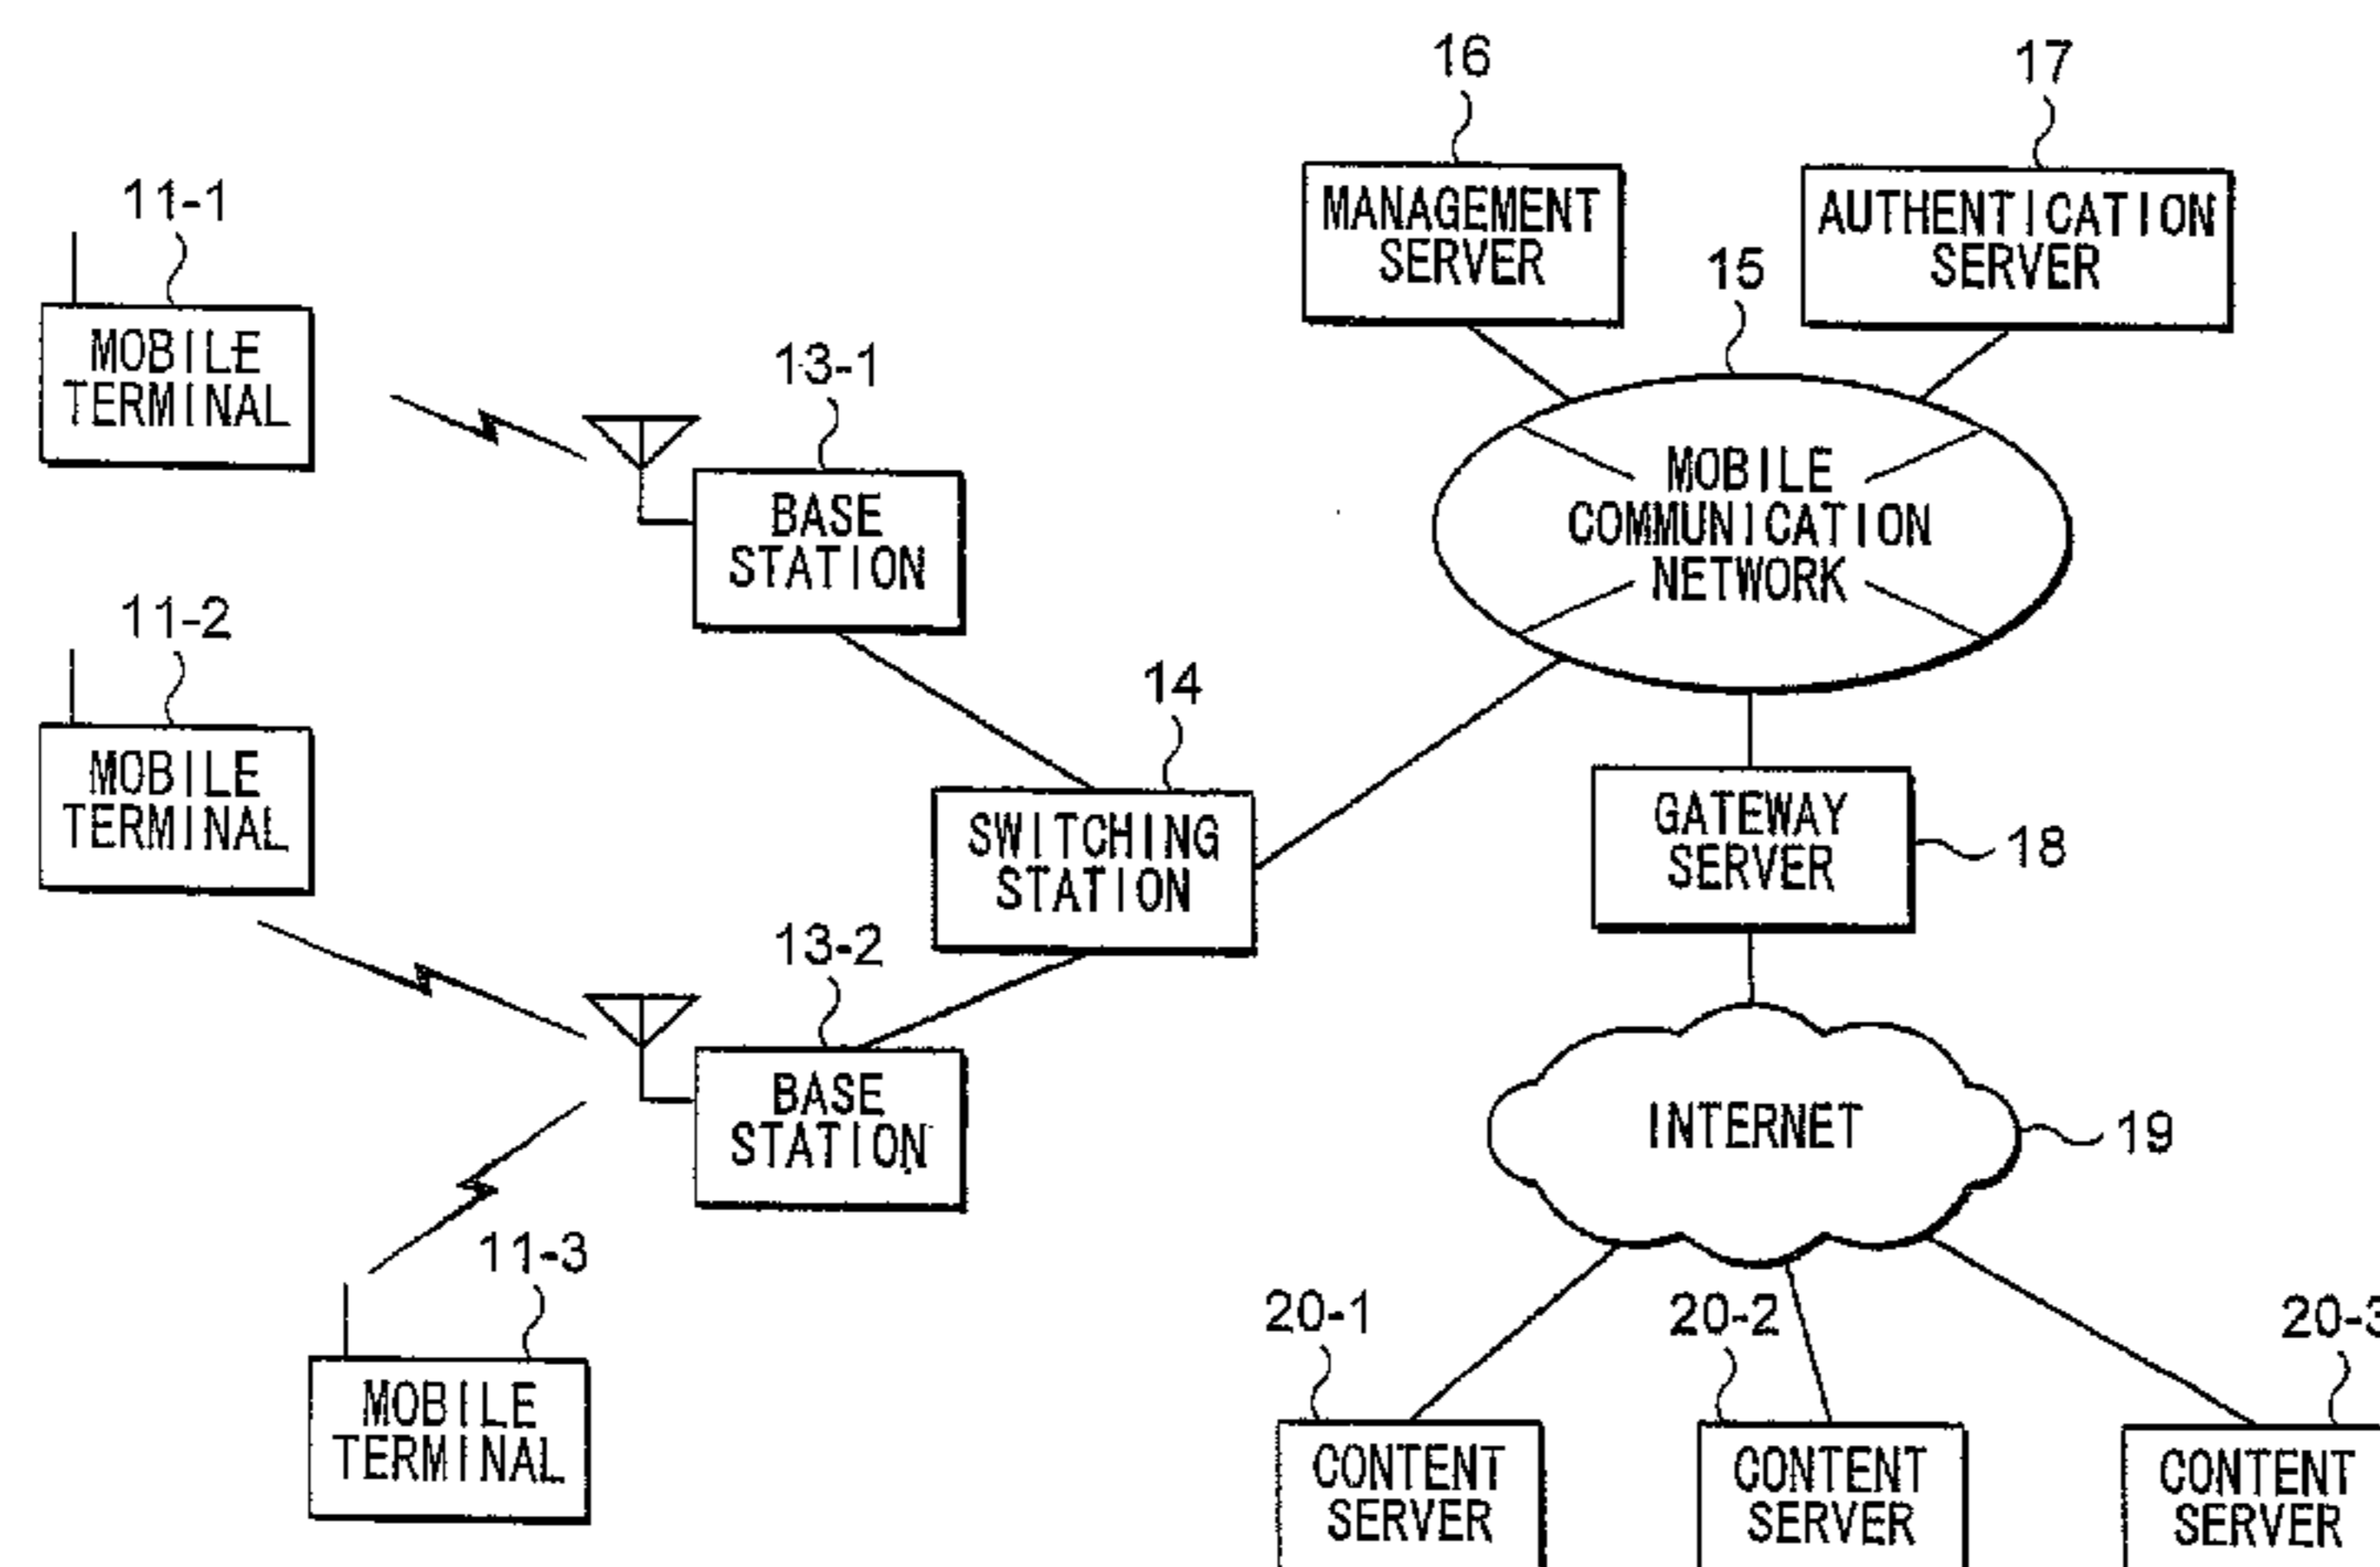 16
17
MANAGEMENT
SERVER
AUTHENTICATION
SERVER
11-1
15
MOBILE
TERMINAL
13-1
BASE
STATION
MOBILE
COMMUNICATION
NETWORK
11-2
14
MOBILE
TERMINAL
SWITCHING
STATION
GATEWAY
SERVER
18
13-2
BASE
STATION
INTERNET
19
11-3
MOBILE
TERMINAL
20-1
20-2
20-3
CONTENT
SERVER
CONTENT
SERVER
CONTENT
SERVER